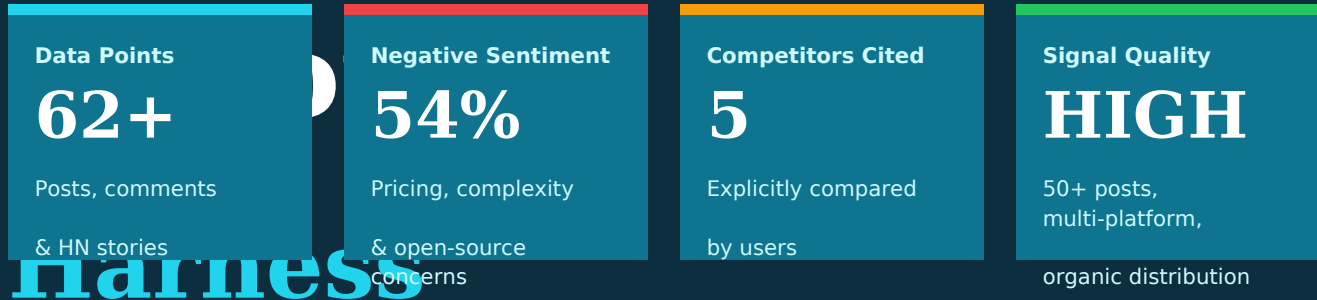 Data Points
62+
Posts, comments
& HN stories
Negative Sentiment
54%
Pricing, complexity
& open-source
concerns
Competitors Cited
5
Explicitly compared
by users
Signal Quality
HIGH
50+ posts,
multi-platform,
organic distribution
Harness